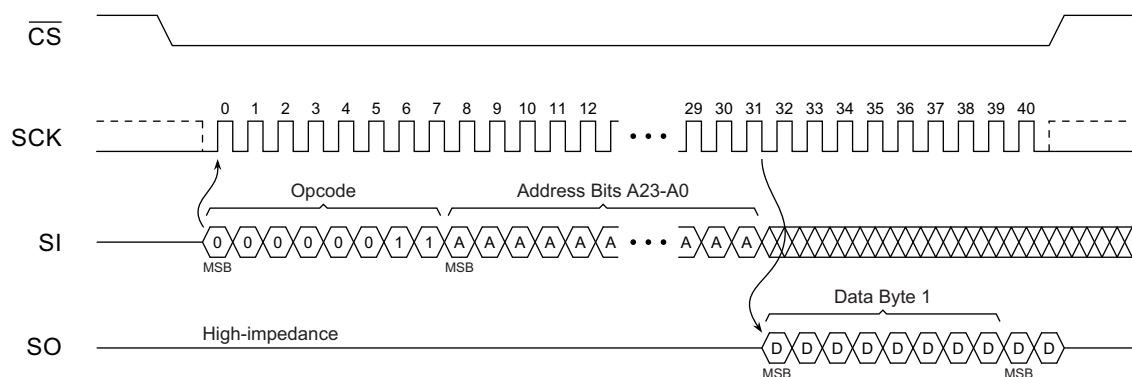 CS
SCK
0 1 2 3 4 5 6 7 8 9 10 11 12 29 30 31 32 33 34 35 36 37 38 39 40
Opcode Address Bits A23-A0
SI 0 0 0 0 0 0 1 1 A A A A A A A A A
MSB MSB
Data Byte 1
High-impedance
SO D D D D D D D D D D
MSB MSB